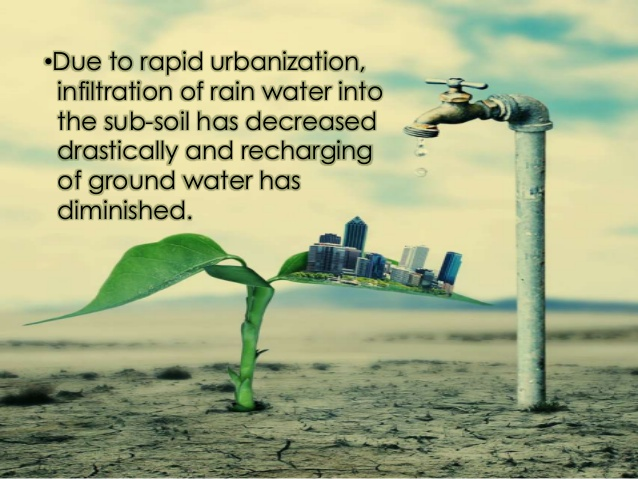 •Due to rapid urbanization,
infiltration of rain water into
the sub-soil has decreased
drastically and recharging
of ground water has
diminished.